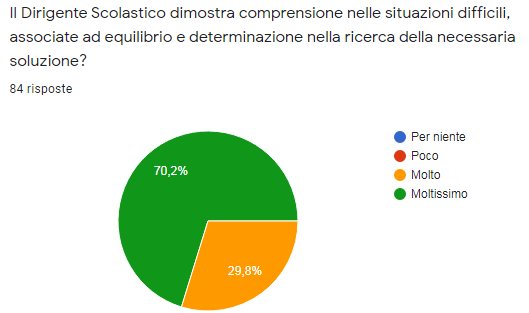 Il Dirigente Scolastico dimostra comprensione nelle situazioni difficili,
associate ad equilibrio e determinazione nella ricerca della necessaria
soluzione?
84 risposte
70,2%
29,8%
Per niente
Poco
Molto
Moltissimo